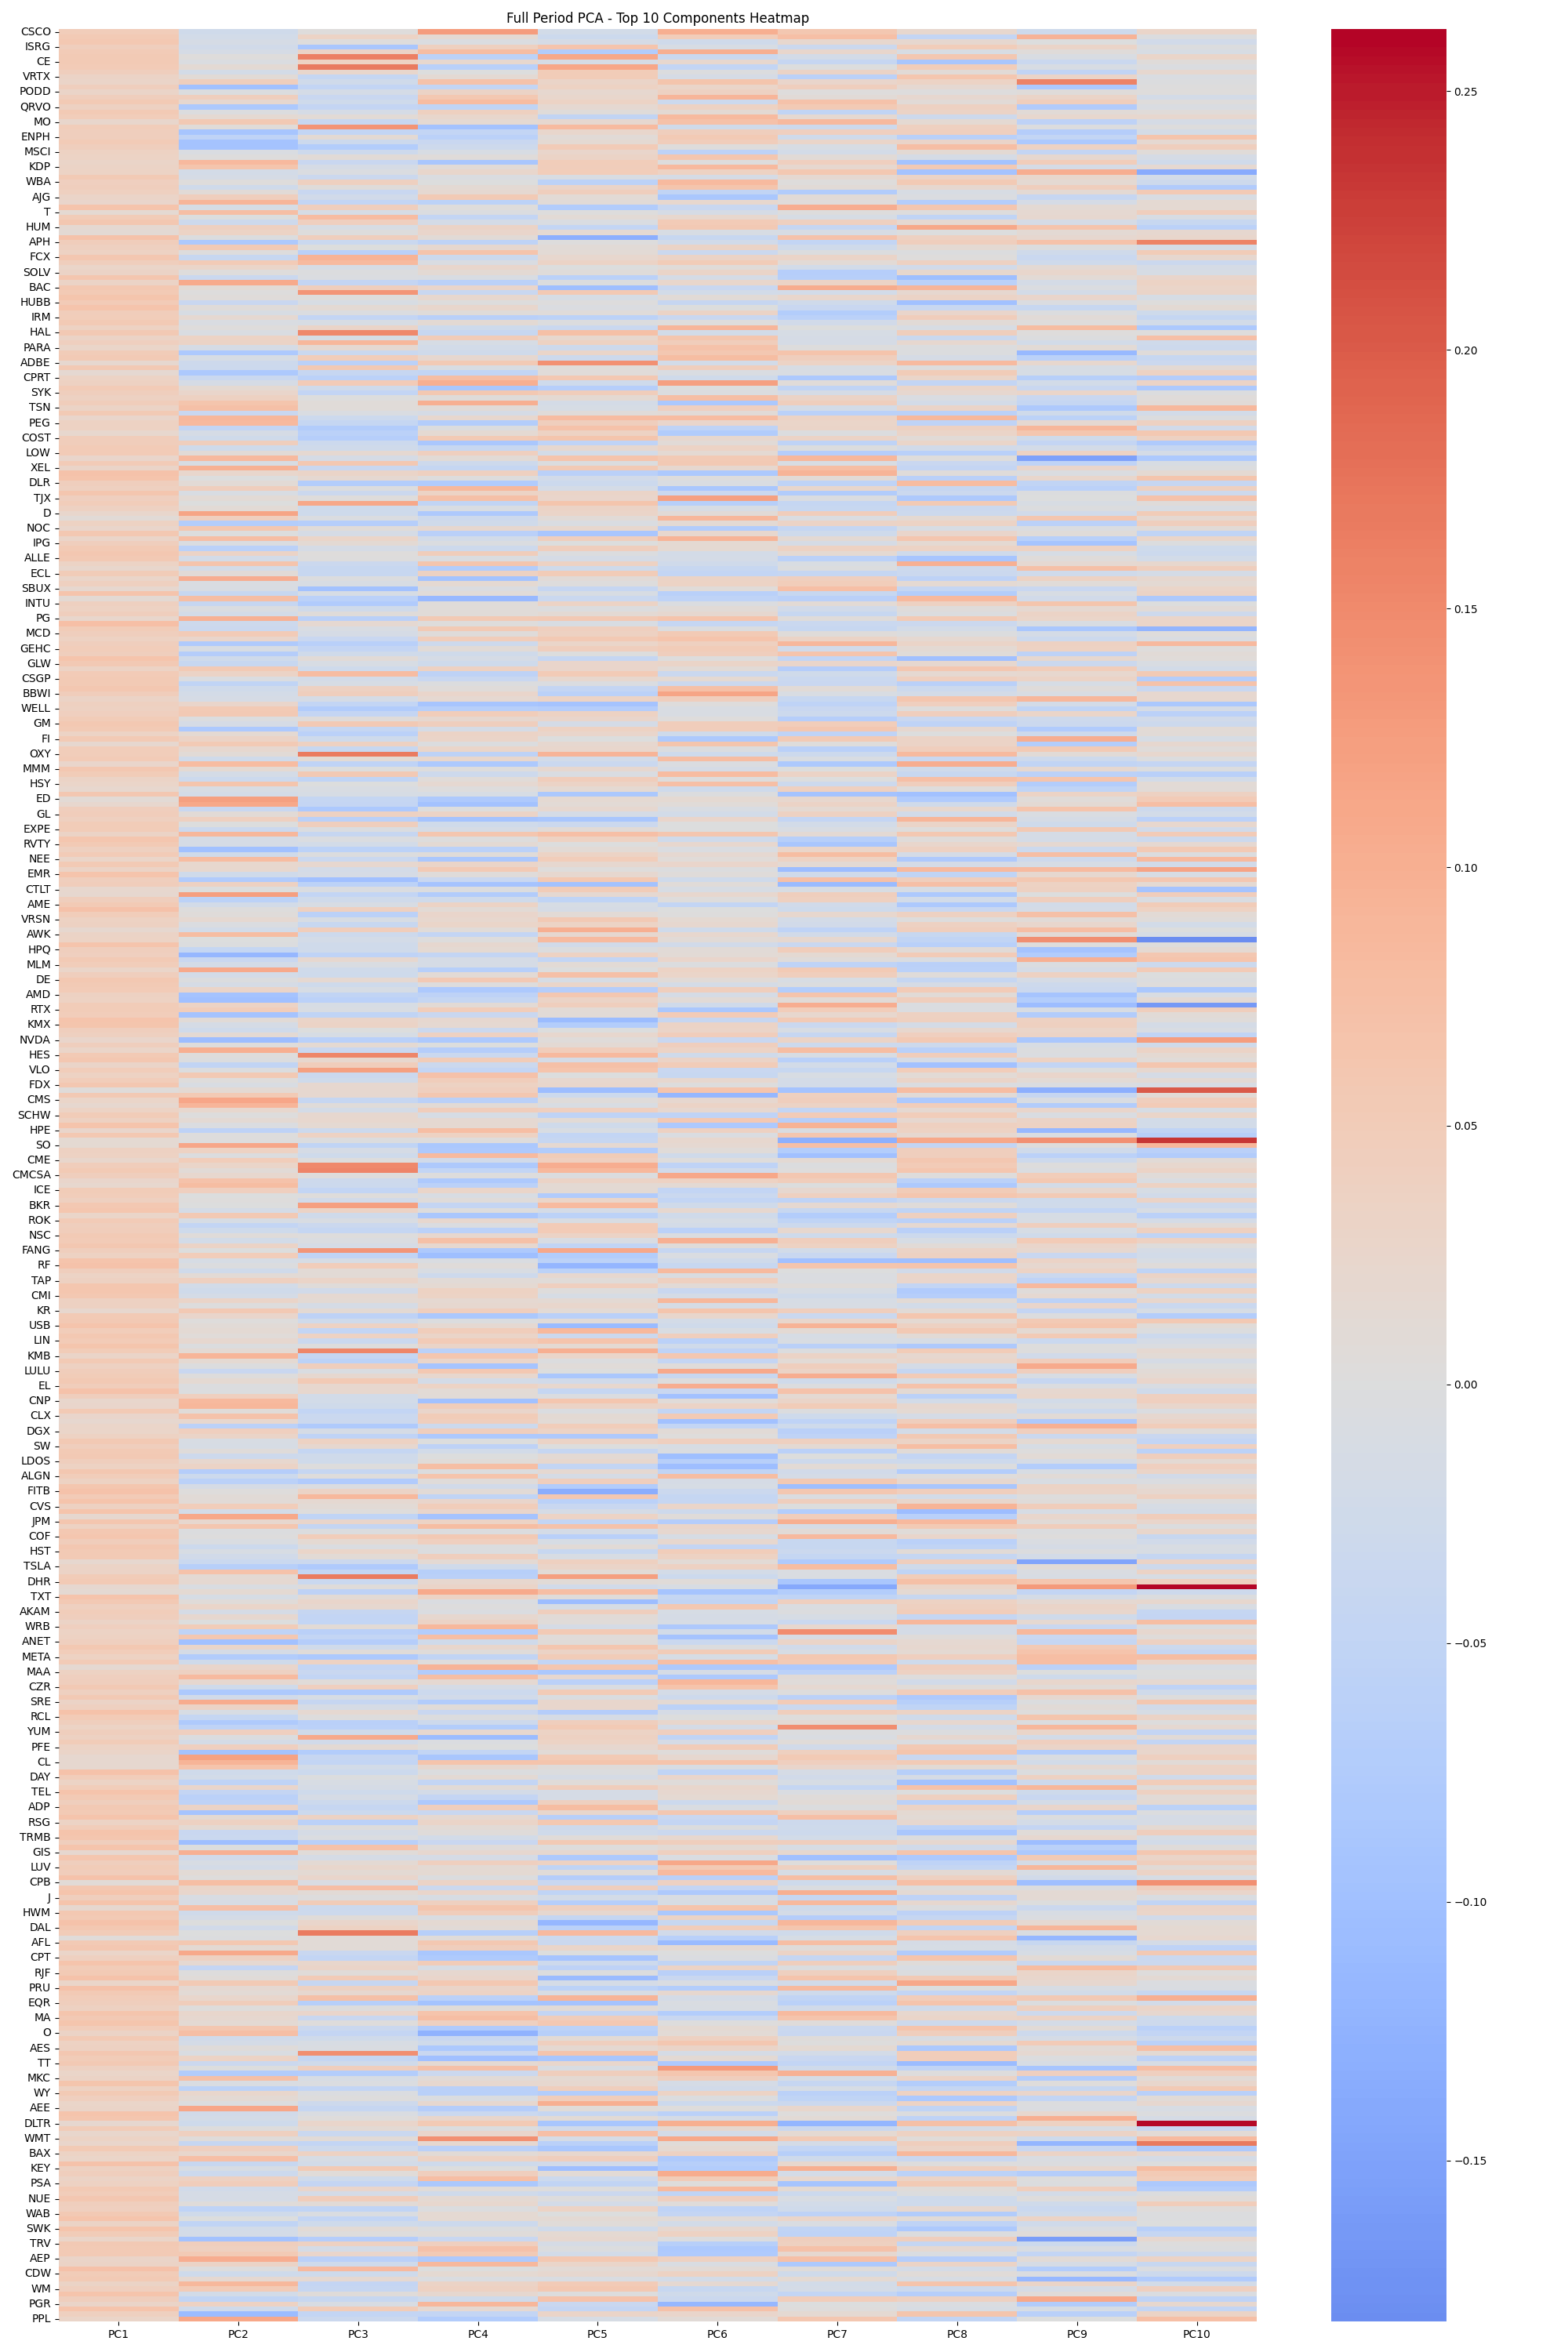 Full Period PCA - Top 10 Components Heatmap
CSCO
ISRG
CE
VRTX
PODD
QRVO
MO
ENPH
MSCI
KDP
WBA
AJG
T
HUM
APH
FCX
SOLV
BAC
HUBB
IRM
HAL
PARA
ADBE
CPRT
SYK
TSN
PEG
COST
LOW
XEL
DLR
TJX
D
NOC
IPG
ALLE
ECL
SBUX
INTU
PG
MCD
GEHC
GLW
CSGP
BBWI
WELL
GM
FI
OXY
MMM
HSY
ED
GL
EXPE
RVTY
NEE
EMR
CTLT
AME
VRSN
AWK
HPQ
MLM
DE
AMD
RTX
KMX
NVDA
HES
VLO
FDX
CMS
SCHW
HPE
SO
CME
CMCSA
ICE
BKR
ROK
NSC
FANG
RF
TAP
CMI
KR
USB
LIN
KMB
LULU
EL
CNP
CLX
DGX
SW
LDOS
ALGN
FITB
CVS
JPM
COF
HST
TSLA
DHR
TXT
AKAM
WRB
ANET
META
MAA
CZR
SRE
RCL
YUM
PFE
CL
DAY
TEL
ADP
RSG
TRMB
GIS
LUV
CPB
J
HWM
DAL
AFL
CPT
RJF
PRU
EQR
MA
O
AES
TT
MKC
WY
AEE
DLTR
WMT
BAX
KEY
PSA
NUE
WAB
SWK
TRV
AEP
CDW
WM
PGR
PPL
PC1 PC2 PC3 PC4 PC5 PC6 PC7 PC8 PC9 PC10
0.25
0.20
0.15
0.10
0.05
0.00
−0.05
−0.10
−0.15